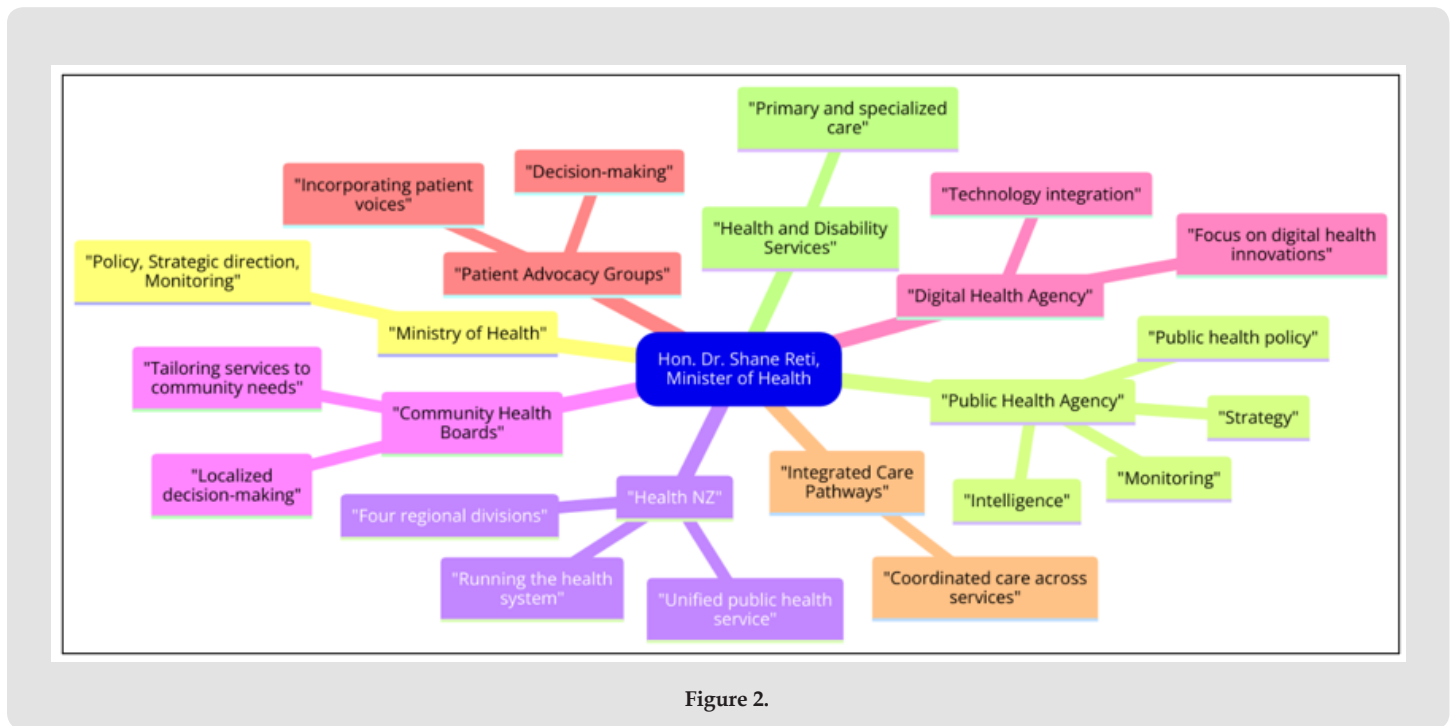 "Primary and specialized
care"
"Decision-making"
"Incorporating patient
voices"
"Technology integration"
"Health and Disability
Services"
"Focus on digital health
innovations"
"Policy, Strategic direction,
Monitoring"
"Patient Advocacy Groups"
"Digital Health Agency"
"Ministry of Health"
"Public health policy"
Hon. Dr. Shane Reti,
Minister of Health
"Tailoring services to
community needs"
"Community Health
Boards"
"Public Health Agency"
"Strategy"
"Localized
decision-making"
"Integrated Care
Pathways"
"Monitoring"
"Health NZ"
"Intelligence"
"Four regional divisions"
"Running the health
system"
"Unified public health
service"
"Coordinated care across
services"
Figure 2.